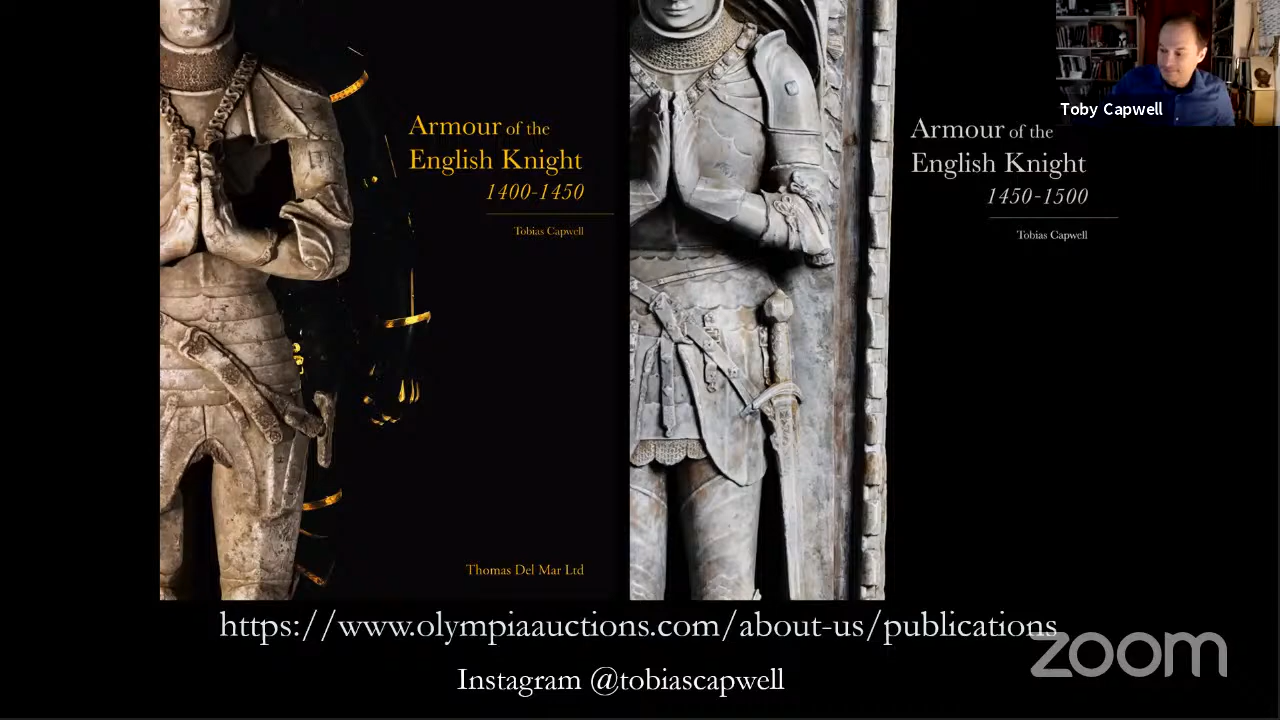 Toby Capwell
Armour of the
English Knight
1400-1450
Tobias Capwell
Thomas Del Mar Ltd
Armour of the
English Knight
1450-1500
Tobias Capwell
https://www.olympiaauctions.com/about-us/publications
Instagram @tobiascapwell
zoom